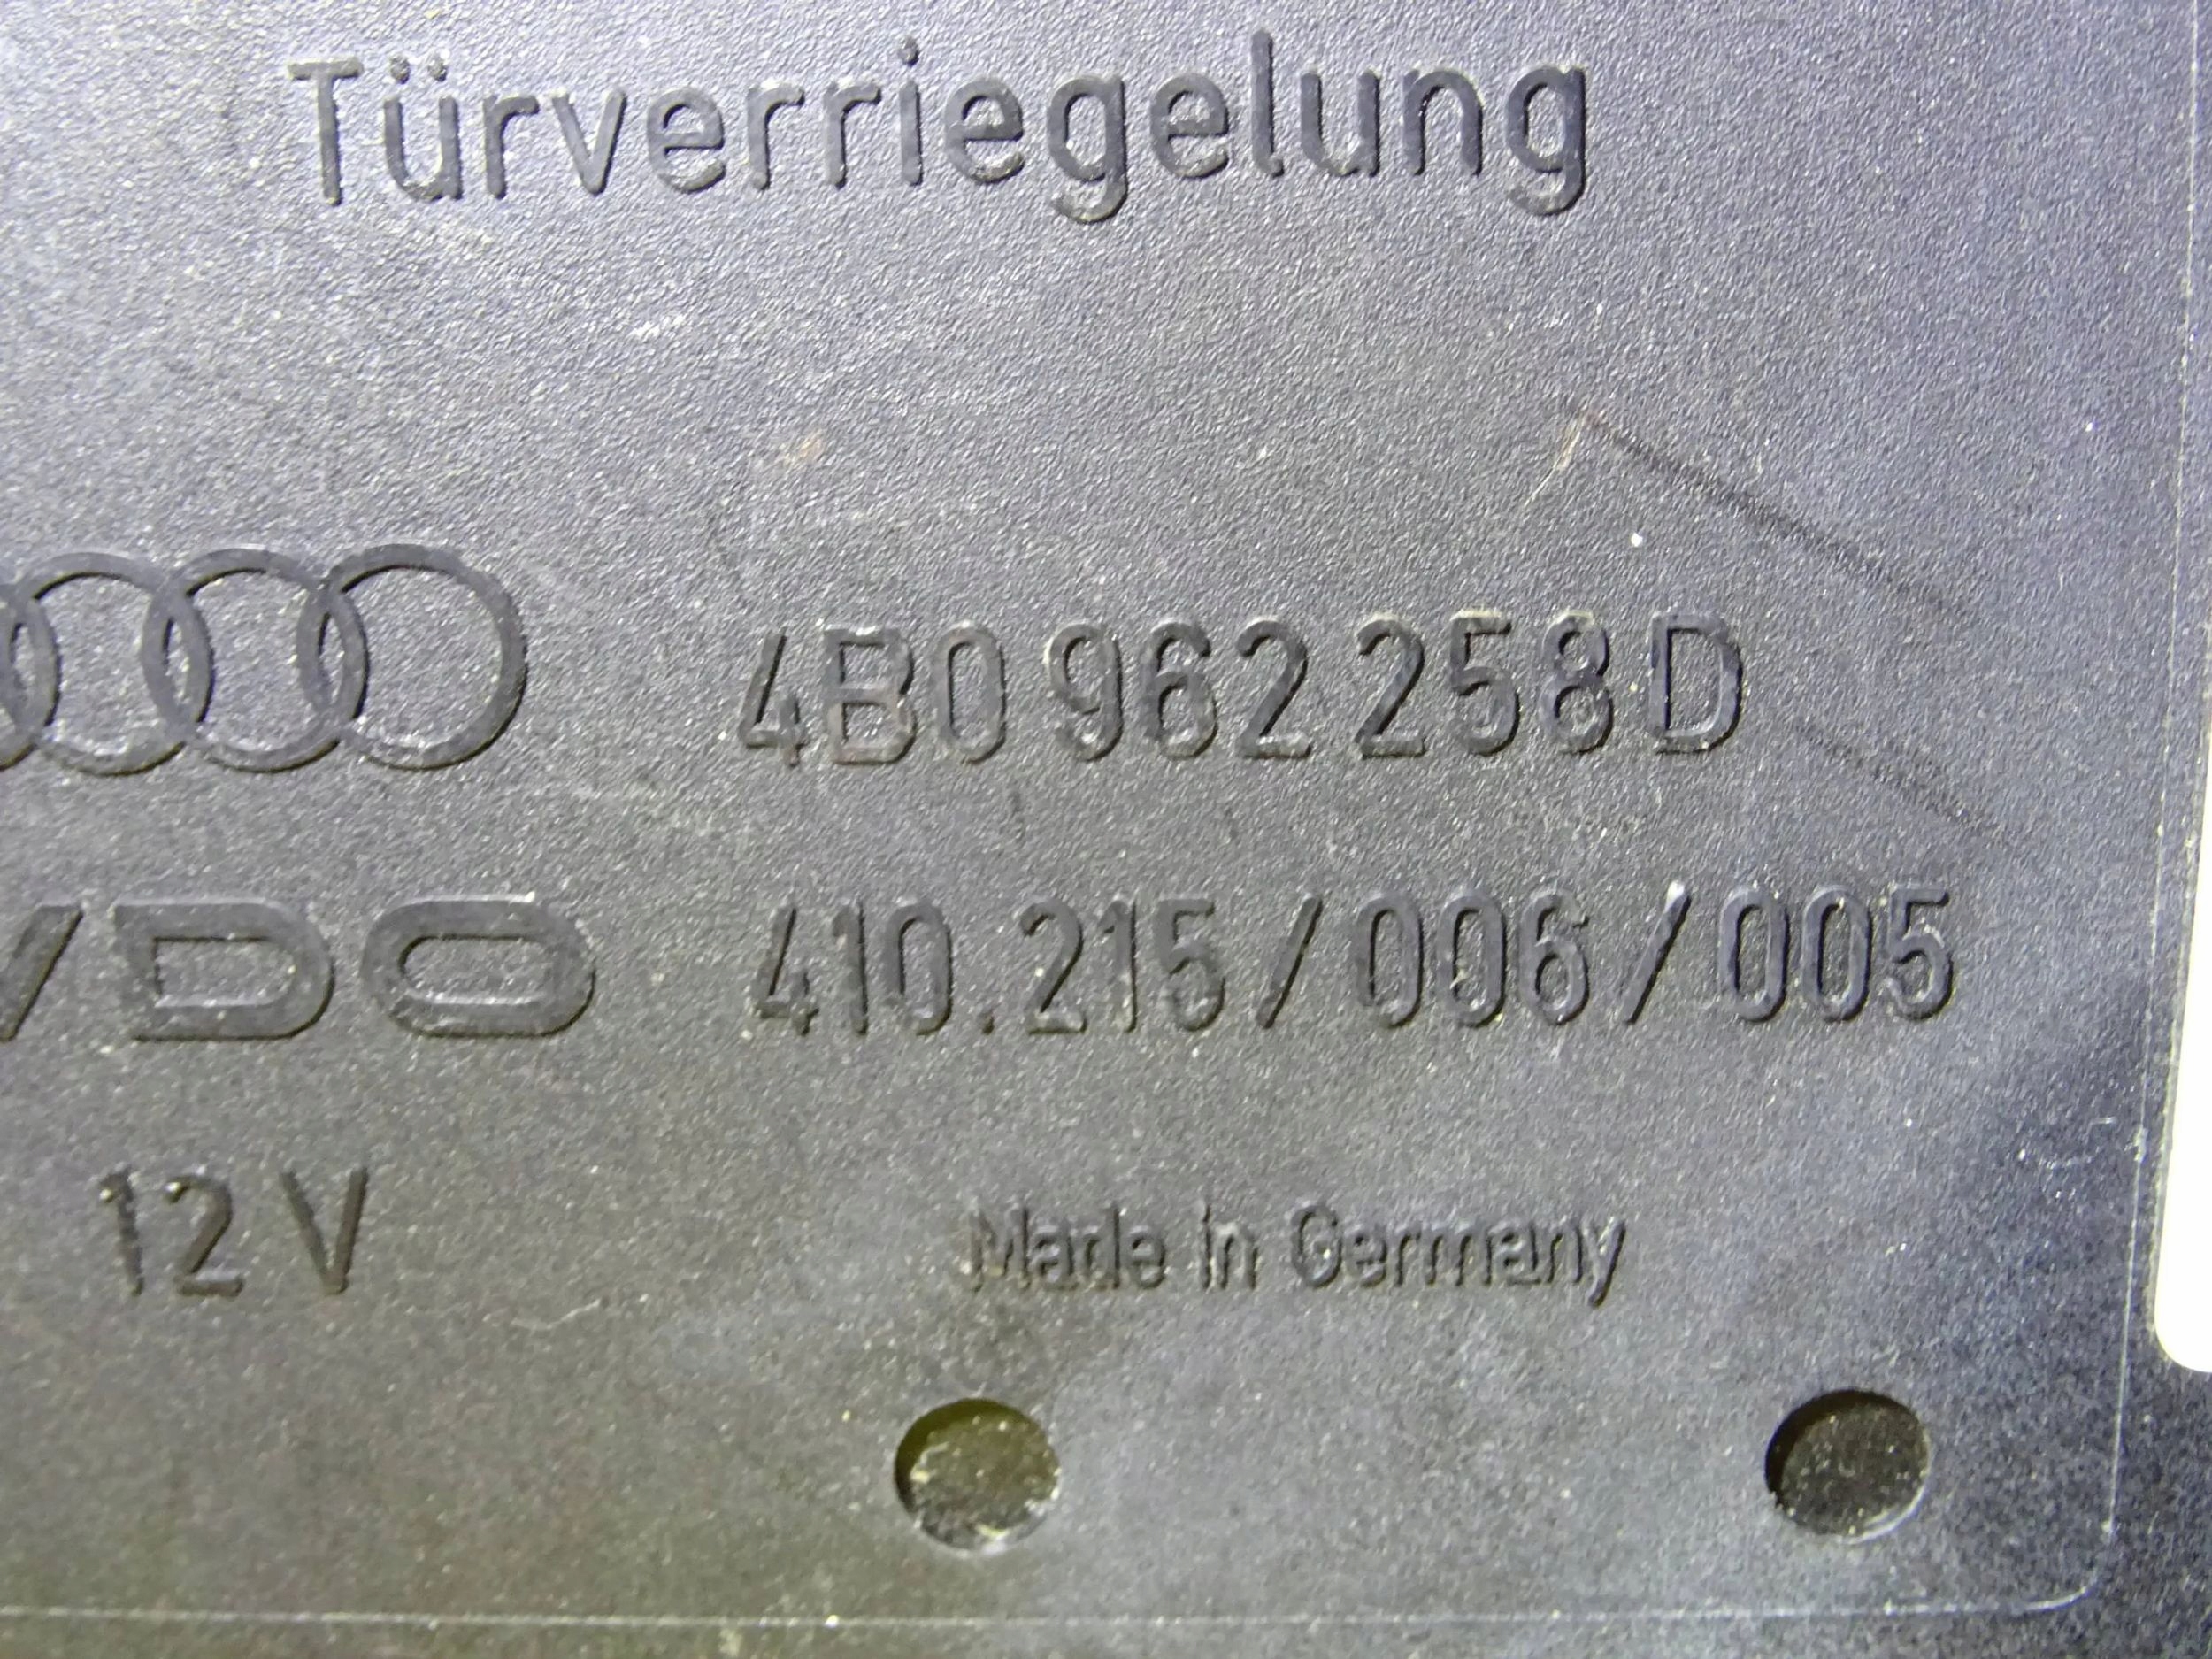 Türverriegelung
4B0 962 258 D
VDO 410.215/006/005
12 V
Made in Germany